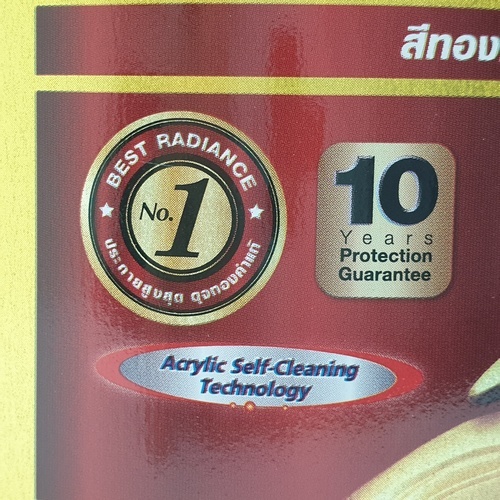 สีทอง
BEST RADIANCE
No.1
ประกายสีสุด ดุจทองคำแท้
10
Years
Protection
Guarantee
Acrylic Self-Cleaning
Technology